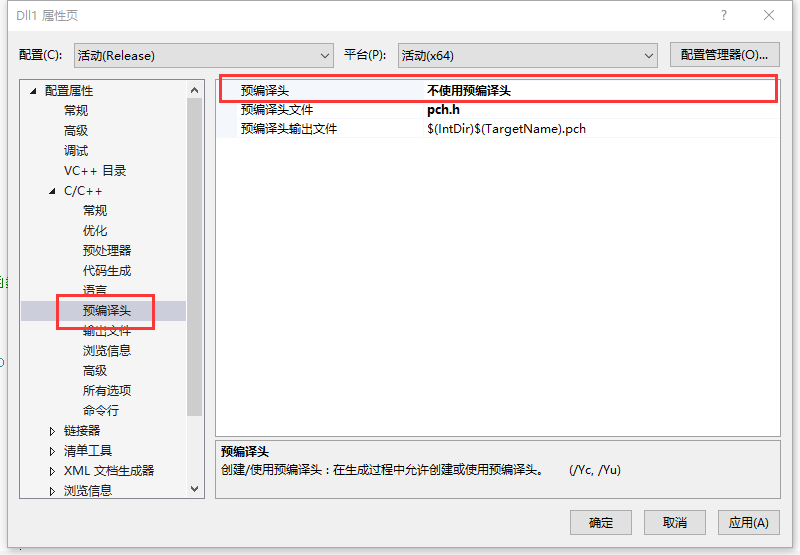 Dll1 属性页
? ×
配置(C): 活动(Release) 平台(P): 活动(x64) 配置管理器(O)...
配置属性
常规
高级
调试
VC++ 目录
C/C++
常规
优化
预处理器
代码生成
语言
预编译头
输出文件
浏览信息
高级
所有选项
命令行
链接器
清单工具
XML 文档生成器
浏览信息
预编译头 不使用预编译头
预编译头文件 pch.h
预编译头输出文件 $(IntDir)$(TargetName).pch
预编译头
创建/使用预编译头 : 在生成过程中允许创建或使用预编译头。 (/Yc, /Yu)
确定 取消 应用(A)